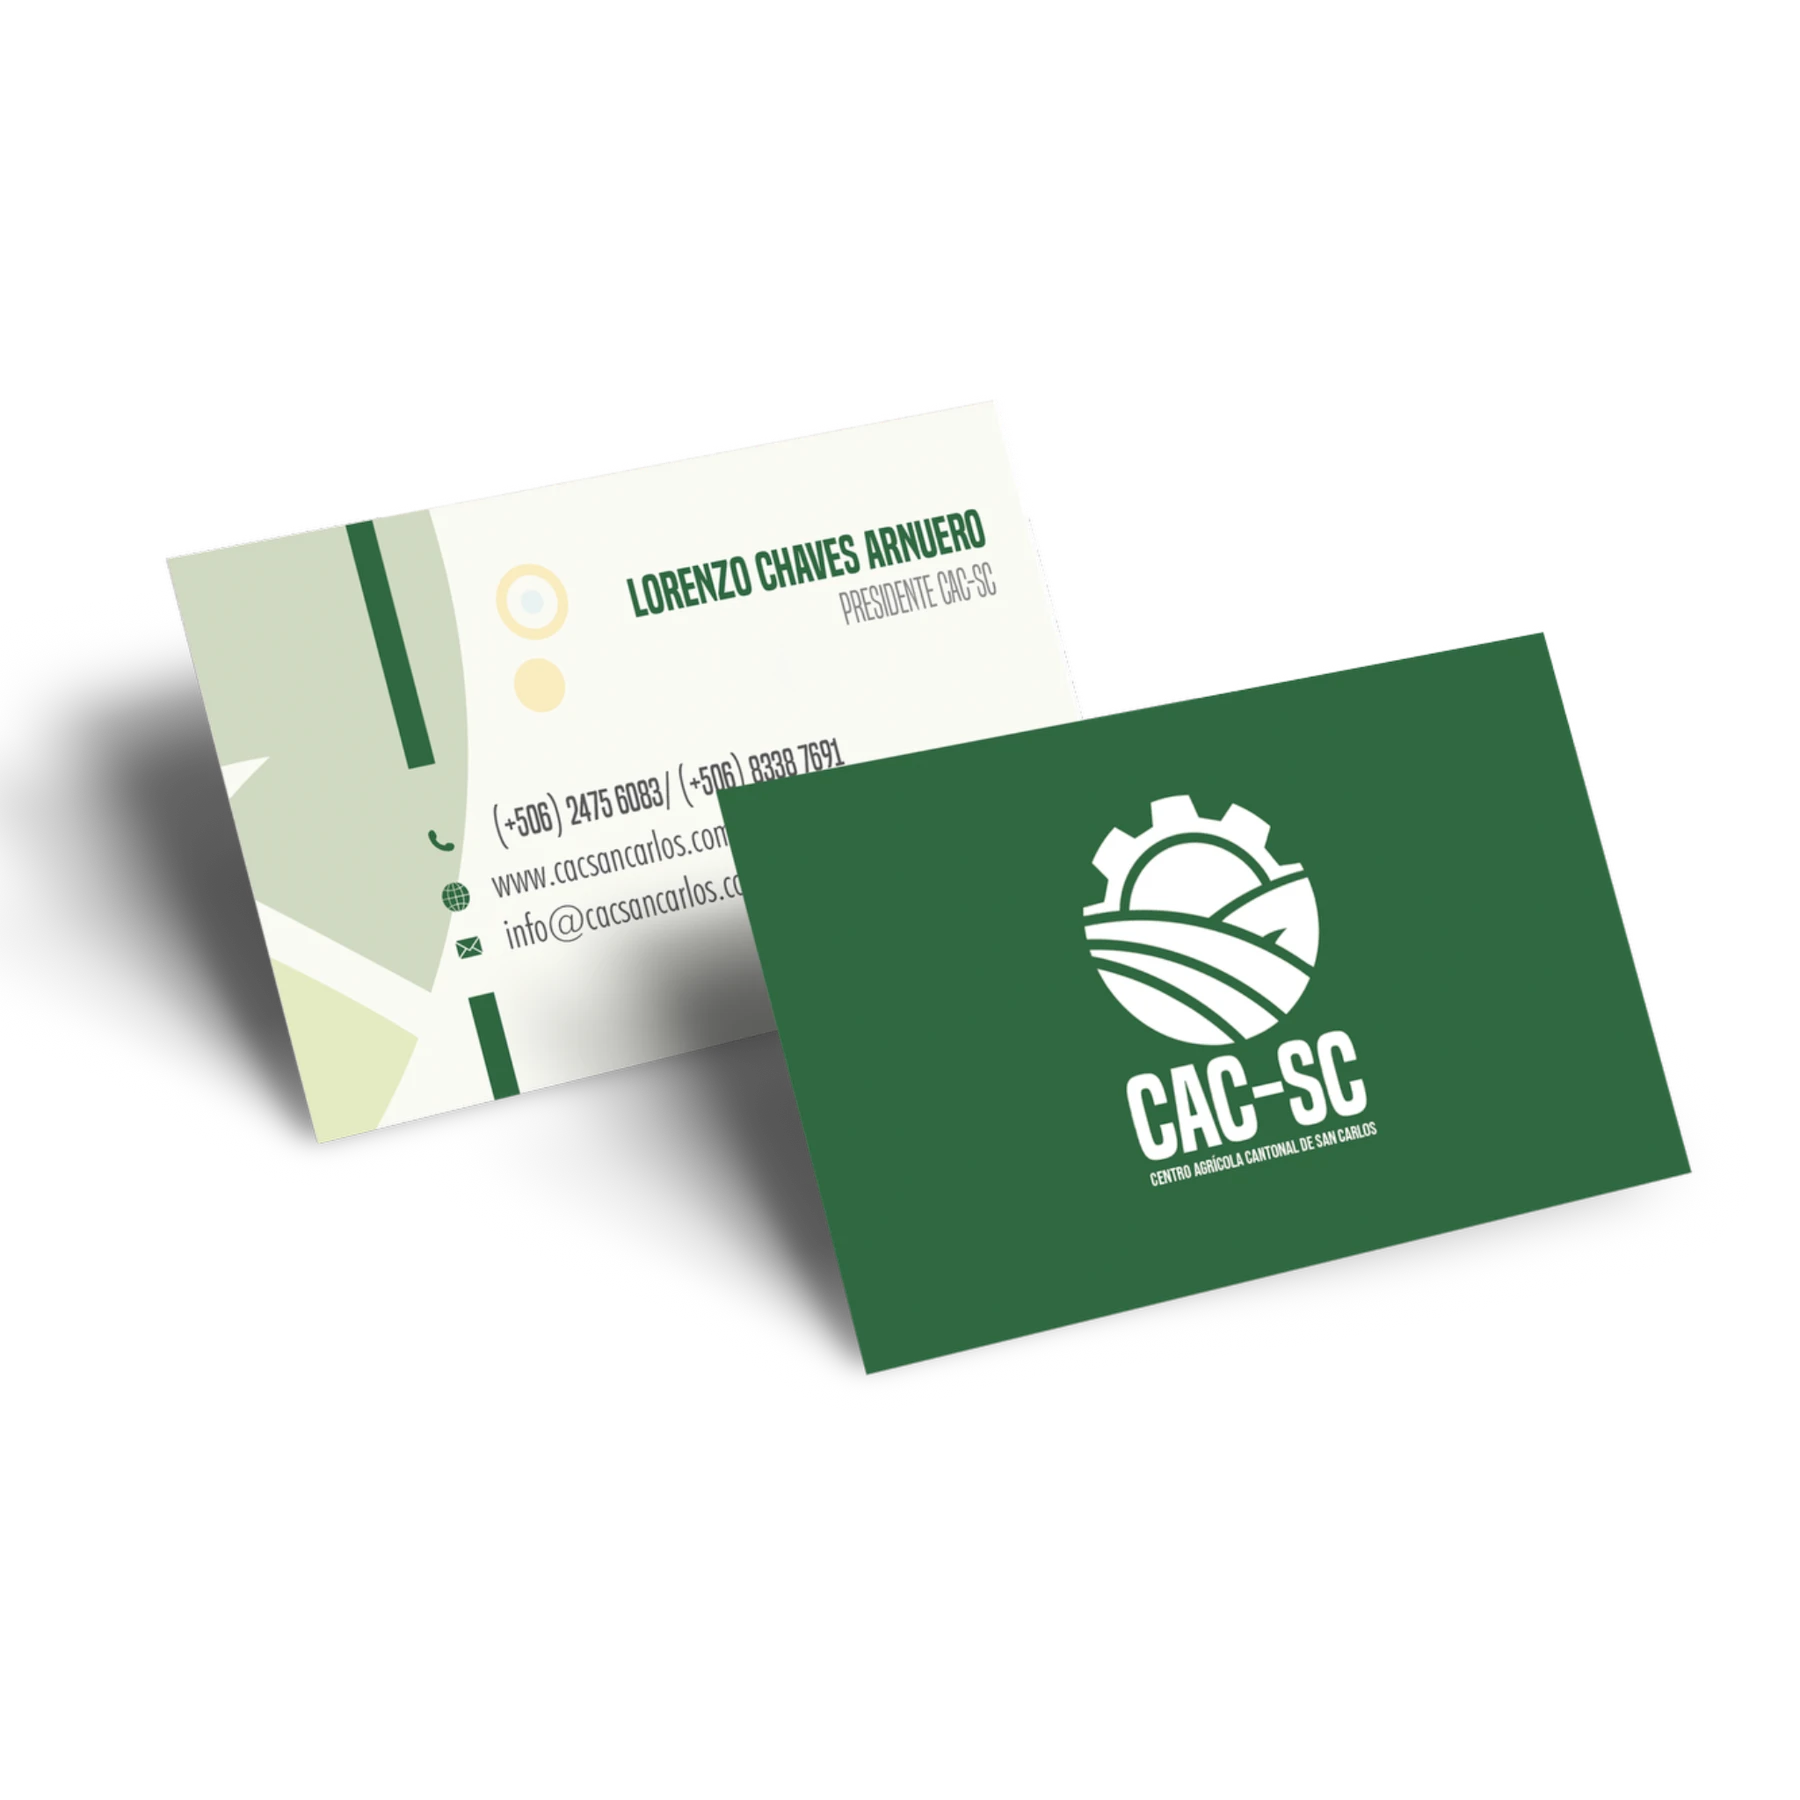 LORENZO CHAVES ARNUERO
PRESIDENTE CAC-SC
(+506) 2475 6083/ (+506) 8338 7691
www.cacsancarlos.com
info@cacsancarlos.co
CAC-SC
CENTRO AGRÍCOLA CANTONAL DE SAN CARLOS